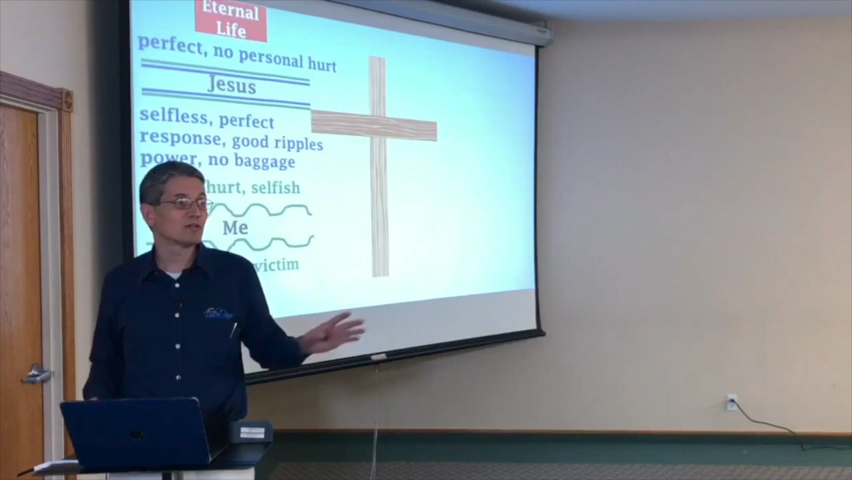 Eternal
Life
perfect, no personal hurt
Jesus
selfless, perfect
response, good ripples
power, no baggage
hurt, selfish
Me
victim